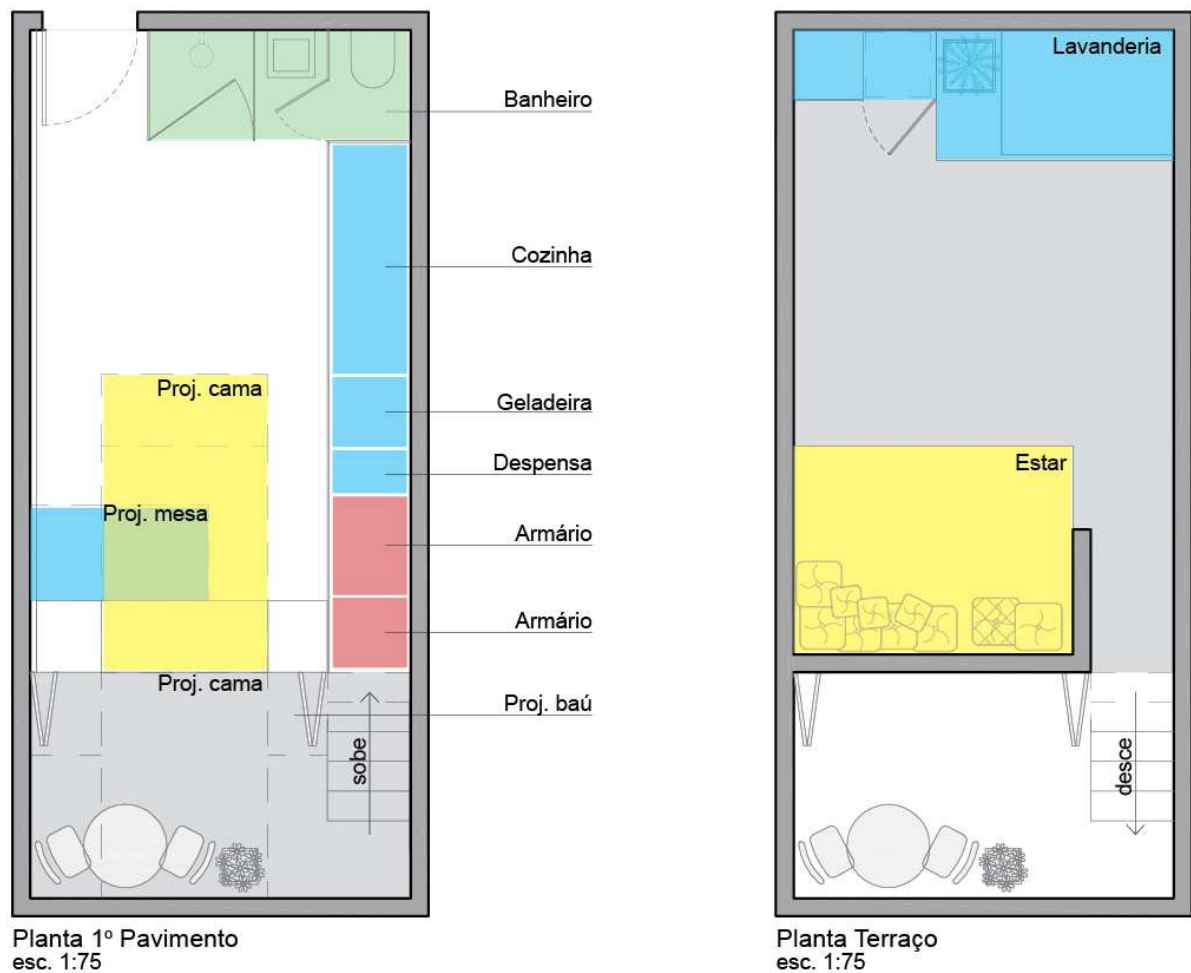 Banheiro
Cozinha
Proj. cama
Geladeira
Despensa
Proj. mesa
Armário
Armário
Proj. cama
Proj. baú
sobe
Planta 1º Pavimento
esc. 1:75
Lavanderia
Estar
desce
Planta Terraço
esc. 1:75